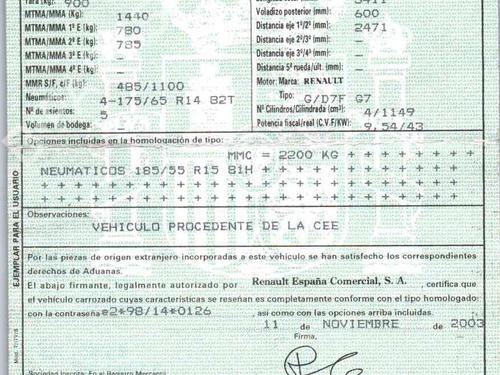 Tara (kg): 900
MTMA/MMA (Kg) 1440
MTMA/MMA 1ª E (kg) 780
MTMA/MMA 2ª E (kg) 785
MTMA/MMA 3ª E (kg) —
MTMA/MMA 4ª E (kg) —
MMR S/F, c/F (kg) 485/1100
Neumáticos: 4-175/65 R14 82T
Nº de asientos: 5
Volumen de bodega: —
Voladizo posterior (mm): 600
Distancia eje 1º/2º (mm): 2471
Distancia eje 2º/3º (mm): —
Distancia eje 3º/4º (mm): —
Distancia 5ª rueda/ult. (mm): —
Motor: Marca: RENAULT
Tipo: G/D7F G7
Nº Cilindros/Cilindrada (cm³): 4/1149
Potencia fiscal/real (C.V.F/KW): 9,54/43
Opciones incluidas en la homologación de tipo:
MMC = 2200 KG + + + + + + + +
NEUMATICOS 185/55 R15 81H + + + + + + + + + +
Observaciones:
VEHICULO PROCEDENTE DE LA CEE
Por las piezas de origen extranjero incorporadas a este vehículo se han satisfecho los correspondientes
derechos de Aduanas.
El abajo firmante, legalmente autorizado por Renault España Comercial, S. A. , certifica que
el vehículo carrozado cuyas características se reseñan es completamente conforme con el tipo homologado
con la contraseña e2*98/14*0126 , así como con las opciones arriba incluidas.
11 de NOVIEMBRE de 2003
Firma,
EJEMPLAR PARA EL USUARIO